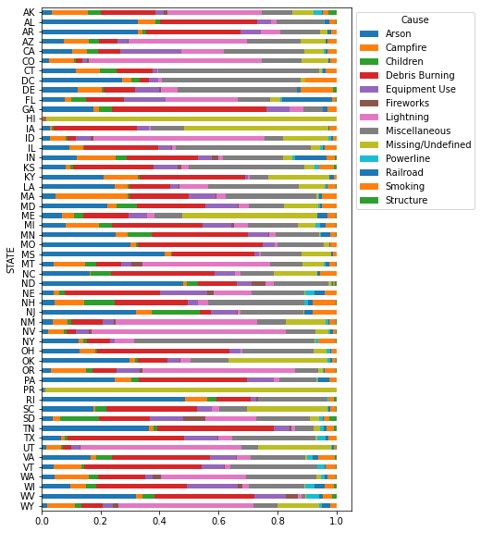 STATE
AK
AL
AR
AZ
CA
CO
CT
DC
DE
FL
GA
HI
IA
ID
IL
IN
KS
KY
LA
MA
MD
ME
MI
MN
MO
MS
MT
NC
ND
NE
NH
NJ
NM
NV
NY
OH
OK
OR
PA
PR
RI
SC
SD
TN
TX
UT
VA
VT
WA
WI
WV
WY
0.0 0.2 0.4 0.6 0.8 1.0
Cause
Arson
Campfire
Children
Debris Burning
Equipment Use
Fireworks
Lightning
Miscellaneous
Missing/Undefined
Powerline
Railroad
Smoking
Structure